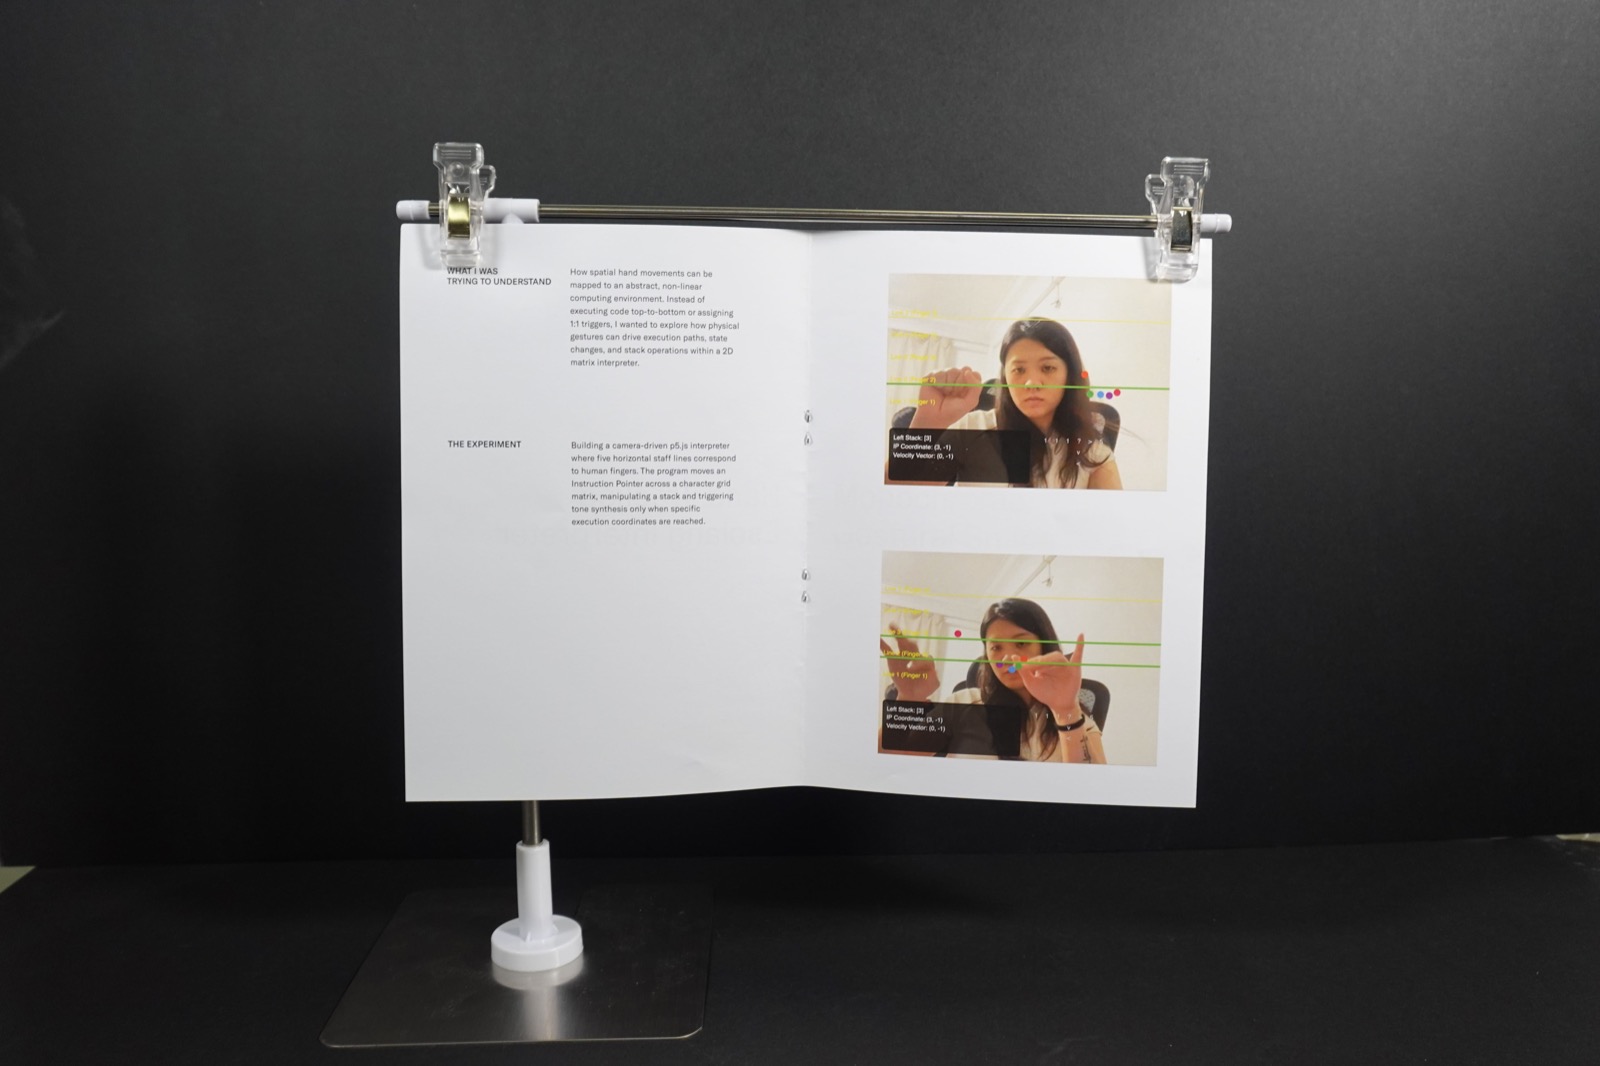 WHAT I WAS
TRYING TO UNDERSTAND
How spatial hand movements can be
mapped to an abstract, non-linear
computing environment. Instead of
executing code top-to-bottom or assigning
1:1 triggers, I wanted to explore how physical
gestures can drive execution paths, state
changes, and stack operations within a 2D
matrix interpreter.
THE EXPERIMENT
Building a camera-driven p5.js interpreter
where five horizontal staff lines correspond
to human fingers. The program moves an
Instruction Pointer across a character grid
matrix, manipulating a stack and triggering
tone synthesis only when specific
execution coordinates are reached.
Left Stack: [3]
IP Coordinate: (3, -1)
Velocity Vector: (0, -1)
1 (Finger 1)
Left Stack: [3]
IP Coordinate: (3, -1)
Velocity Vector: (0, -1)